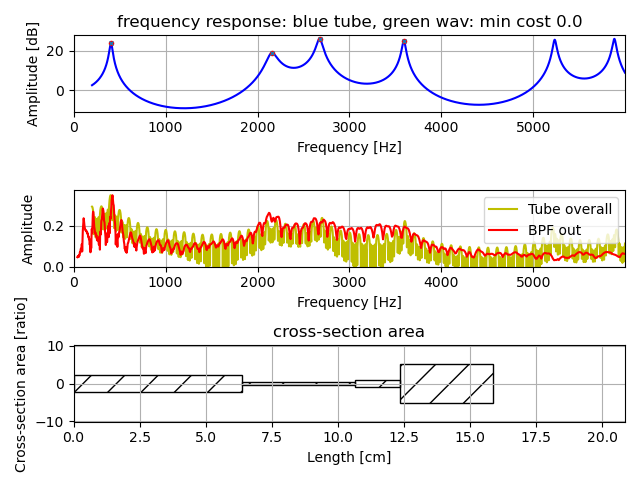 frequency response: blue tube, green wav: min cost 0.0
Amplitude [dB]
20
0
0
1000
2000
3000
4000
5000
Frequency [Hz]
Amplitude
0.2
0.0
Tube overall
BPF out
0
1000
2000
3000
4000
5000
Frequency [Hz]
cross-section area
Cross-section area [ratio]
10
0
−10
0.0
2.5
5.0
7.5
10.0
12.5
15.0
17.5
20.0
Length [cm]